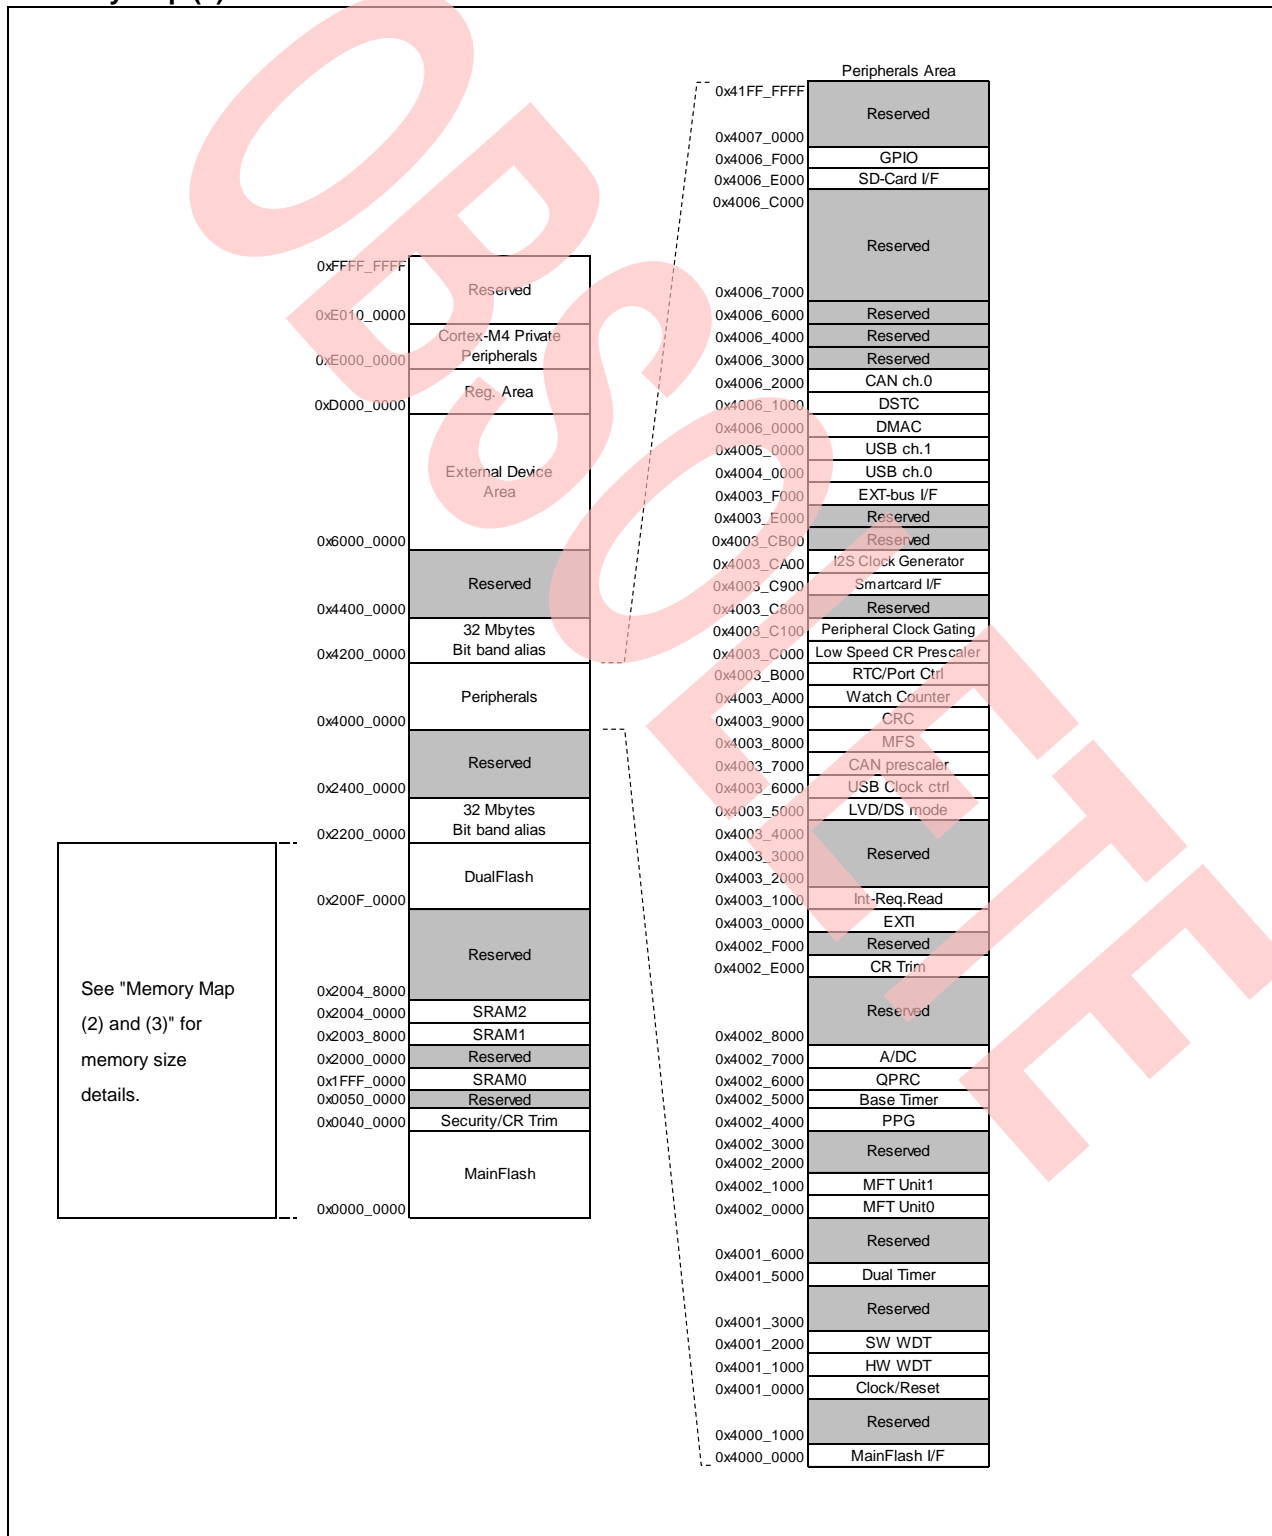 Peripherals Area
0x41FF_FFFF
Reserved
0x4007_0000
0x4006_F000 GPIO
0x4006_E000 SD-Card I/F
0x4006_C000
Reserved
0x4006_7000
0x4006_6000 Reserved
0x4006_4000 Reserved
0x4006_3000 Reserved
0x4006_2000 CAN ch.0
0x4006_1000 DSTC
0x4006_0000 DMAC
0x4005_0000 USB ch.1
0x4004_0000 USB ch.0
0x4003_F000 EXT-bus I/F
0x4003_E000 Reserved
0x4003_CB00 Reserved
0x4003_CA00 I2S Clock Generator
0x4003_C900 Smartcard I/F
0x4003_C800 Reserved
0x4003_C100 Peripheral Clock Gating
0x4003_C000 Low Speed CR Prescaler
0x4003_B000 RTC/Port Ctrl
0x4003_A000 Watch Counter
0x4003_9000 CRC
0x4003_8000 MFS
0x4003_7000 CAN prescaler
0x4003_6000 USB Clock ctrl
0x4003_5000 LVD/DS mode
0x4003_4000
0x4003_3000 Reserved
0x4003_2000
0x4003_1000 Int-Req.Read
0x4003_0000 EXTI
0x4002_F000 Reserved
0x4002_E000 CR Trim
Reserved
0x4002_8000
0x4002_7000 A/DC
0x4002_6000 QPRC
0x4002_5000 Base Timer
0x4002_4000 PPG
0x4002_3000
Reserved
0x4002_2000
0x4002_1000 MFT Unit1
0x4002_0000 MFT Unit0
Reserved
0x4001_6000
0x4001_5000 Dual Timer
Reserved
0x4001_3000
0x4001_2000 SW WDT
0x4001_1000 HW WDT
0x4001_0000 Clock/Reset
Reserved
0x4000_1000
0x4000_0000 MainFlash I/F
0xFFFF_FFFF
Reserved
0xE010_0000
Cortex-M4 Private
Peripherals
0xE000_0000
Reg. Area
0xD000_0000
External Device
Area
0x6000_0000
Reserved
0x4400_0000
32 Mbytes
Bit band alias
0x4200_0000
Peripherals
0x4000_0000
Reserved
0x2400_0000
32 Mbytes
Bit band alias
0x2200_0000
DualFlash
0x200F_0000
Reserved
0x2004_8000
0x2004_0000 SRAM2
0x2003_8000 SRAM1
0x2000_0000 Reserved
0x1FFF_0000 SRAM0
0x0050_0000 Reserved
0x0040_0000 Security/CR Trim
MainFlash
0x0000_0000
See "Memory Map
(2) and (3)" for
memory size
details.
OBSOLETE